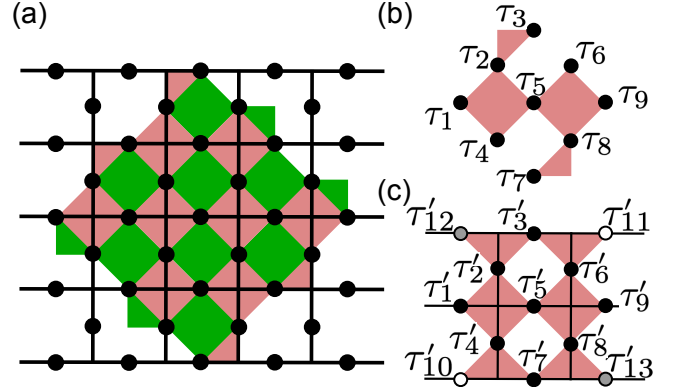 (a)
(b)
τ₃
τ₂
τ₆
τ₁
τ₅
τ₉
τ₄
τ₈
τ₇
(c)
τ′₁₂
τ′₃
τ′₁₁
τ′₂
τ′₆
τ′₁
τ′₅
τ′₉
τ′₄
τ′₈
τ′₁₀
τ′₇
τ′₁₃